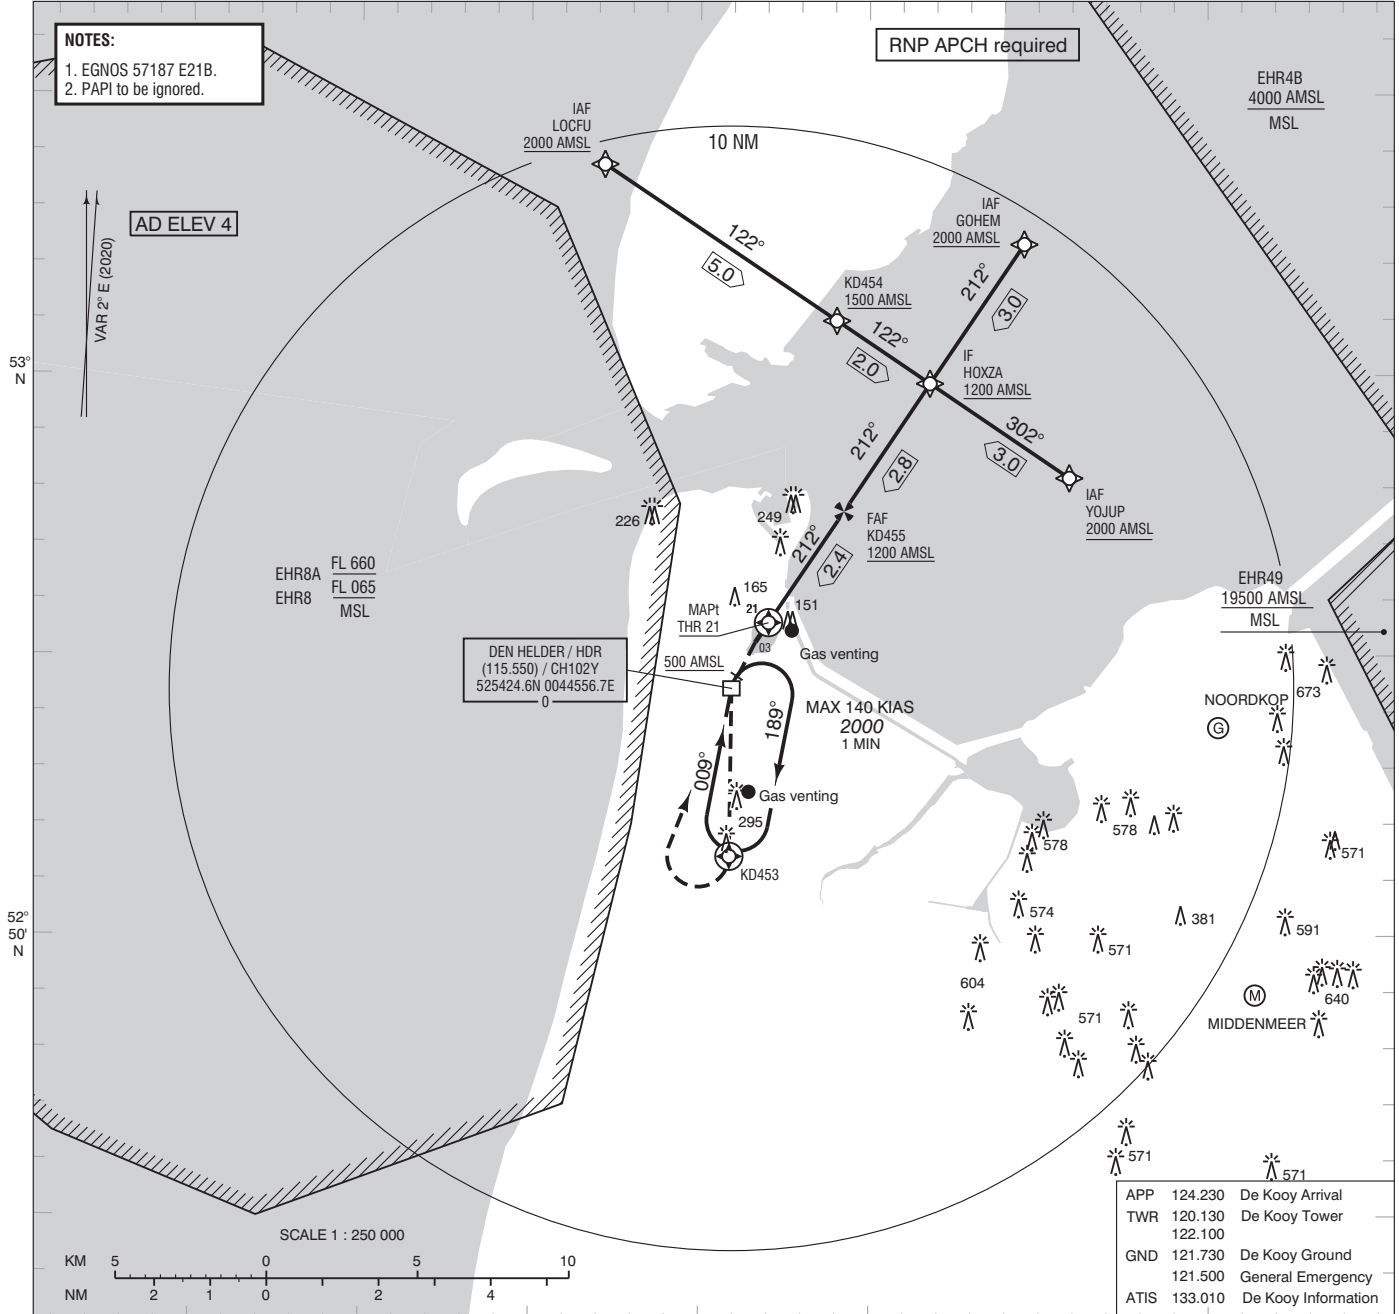 NOTES:
1. EGNOS 57187 E21B.
2. PAPI to be ignored.
RNP APCH required
EHR4B
4000 AMSL
MSL
IAF
LOCFU
2000 AMSL
10 NM
AD ELEV 4
VAR 2° E (2020)
122°
5.0
IAF
GOHEM
2000 AMSL
212°
3.0
KD454
1500 AMSL
122°
2.0
IF
HOXZA
1200 AMSL
53°
N
302°
3.0
212°
2.8
IAF
YOJUP
2000 AMSL
226
249
FAF
KD455
1200 AMSL
212°
2.4
EHR8A
FL 660
FL 065
EHR8
MSL
EHR49
19500 AMSL
MSL
165
151
21
MAPt
THR 21
03
Gas venting
DEN HELDER / HDR
(115.550) / CH102Y
525424.6N 0044556.7E
0
500 AMSL
673
NOORDKOP
G
189°
MAX 140 KIAS
2000
1 MIN
009°
Gas venting
295
KD453
578
578
571
52°
50'
N
574
381
591
571
604
571
M
MIDDENMEER
640
571
571
SCALE 1 : 250 000
KM 5 0 5 10
NM 2 1 0 2 4
APP 124.230 De Kooy Arrival
TWR 120.130 De Kooy Tower
122.100
GND 121.730 De Kooy Ground
121.500 General Emergency
ATIS 133.010 De Kooy Information